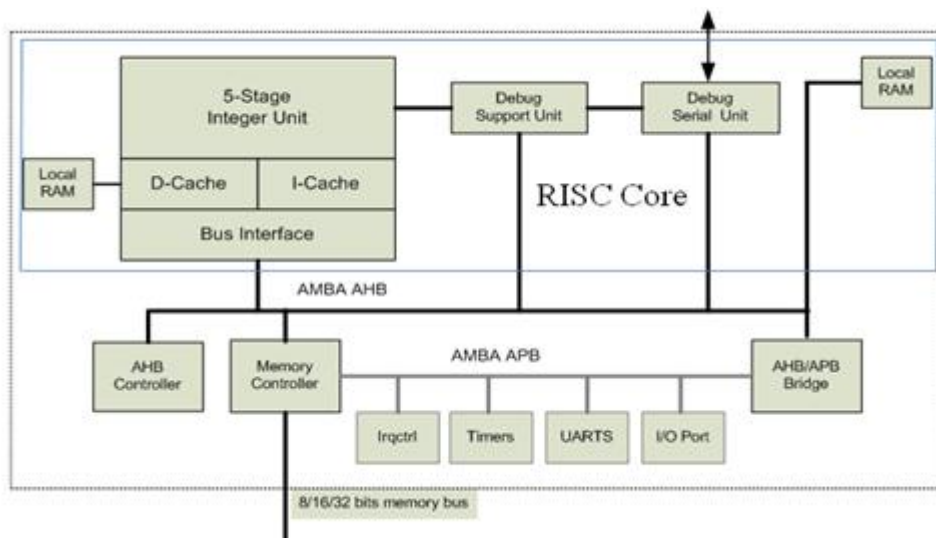 5-Stage
Integer Unit
Debug
Support Unit
Debug
Serial Unit
Local
RAM
Local
RAM
D-Cache
I-Cache
RISC Core
Bus Interface
AMBA AHB
AHB
Controller
Memory
Controller
AMBA APB
AHB/APB
Bridge
Irqctrl
Timers
UARTS
I/O Port
8/16/32 bits memory bus